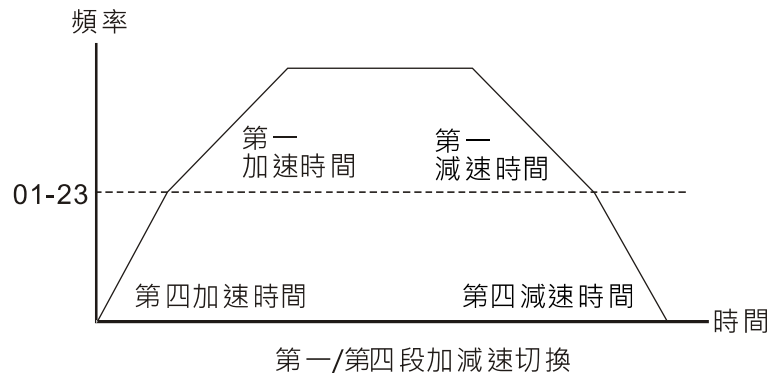 頻率
第一
加速時間
第一
減速時間
01-23
第四加速時間
第四減速時間
時間
第一/第四段加減速切換